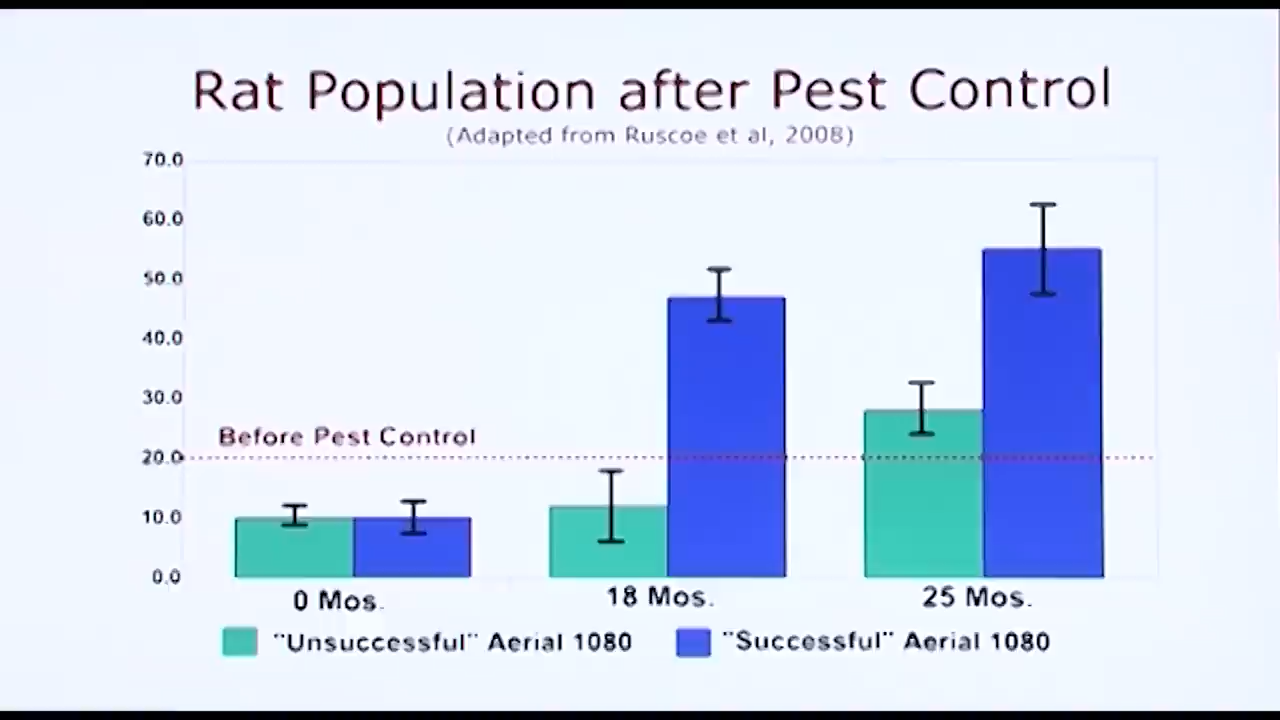 Rat Population after Pest Control
(Adapted from Ruscoe et al, 2008)
70.0
60.0
50.0
40.0
30.0
Before Pest Control
20.0
10.0
0.0
0 Mos. 18 Mos. 25 Mos.
"Unsuccessful" Aerial 1080 "Successful" Aerial 1080